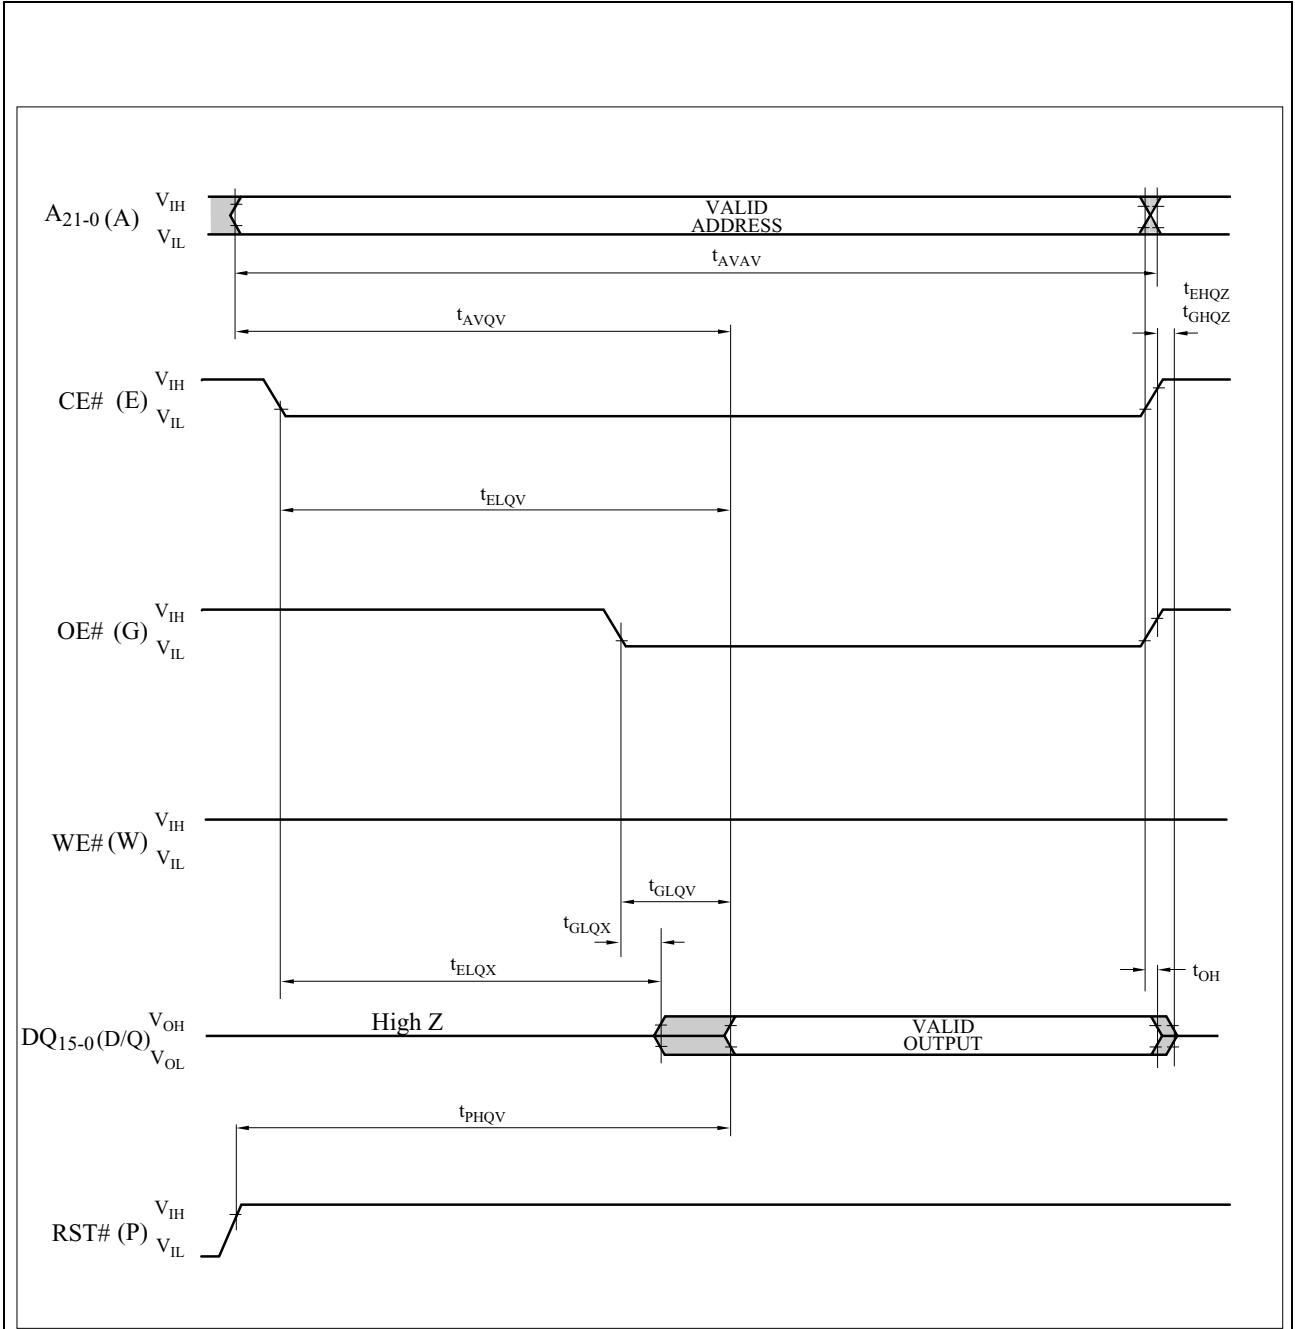 A21-0 (A)
VIH
VIL
VALID
ADDRESS
tAVAV
tEHQZ
tGHQZ
tAVQV
CE# (E)
VIH
VIL
tELQV
OE# (G)
VIH
VIL
WE# (W)
VIH
VIL
tGLQV
tGLQX
tELQX
tOH
DQ15-0 (D/Q)
VOH
VOL
High Z
VALID
OUTPUT
tPHQV
RST# (P)
VIH
VIL